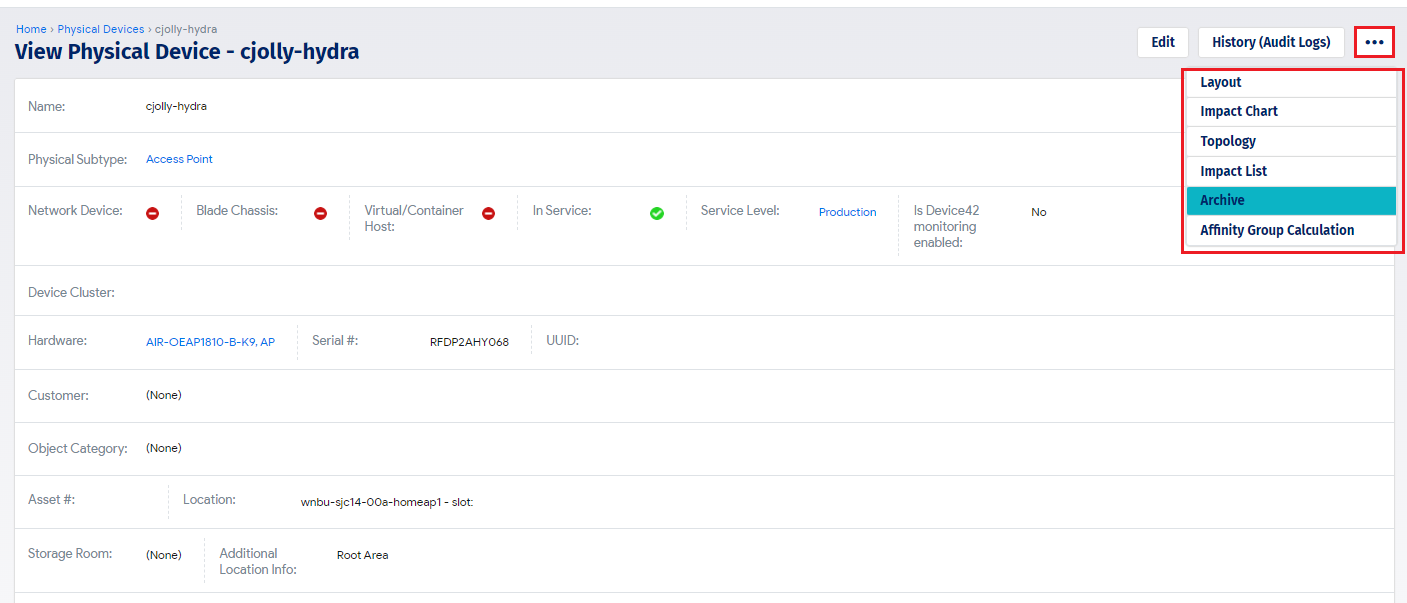 Home › Physical Devices › cjolly-hydra
View Physical Device - cjolly-hydra
Edit
History (Audit Logs)
•••
Layout
Impact Chart
Topology
Impact List
Archive
Affinity Group Calculation
Name: cjolly-hydra
Physical Subtype: Access Point
Network Device:
Blade Chassis:
Virtual/Container
Host:
In Service:
Service Level: Production
Is Device42
monitoring
enabled:
No
Device Cluster:
Hardware: AIR-OEAP1810-B-K9, AP
Serial #: RFDP2AHY068
UUID:
Customer: (None)
Object Category: (None)
Asset #:
Location: wnbu-sjc14-00a-homeap1 - slot:
Storage Room: (None)
Additional
Location Info:
Root Area